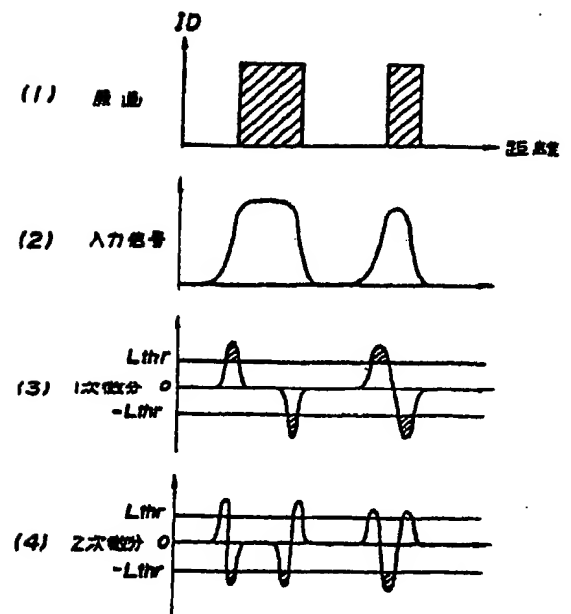 ID
(1) 原画
距離
(2) 入力信号
Lthr
(3) 1次微分 0
-Lthr
Lthr
(4) 2次微分 0
-Lthr